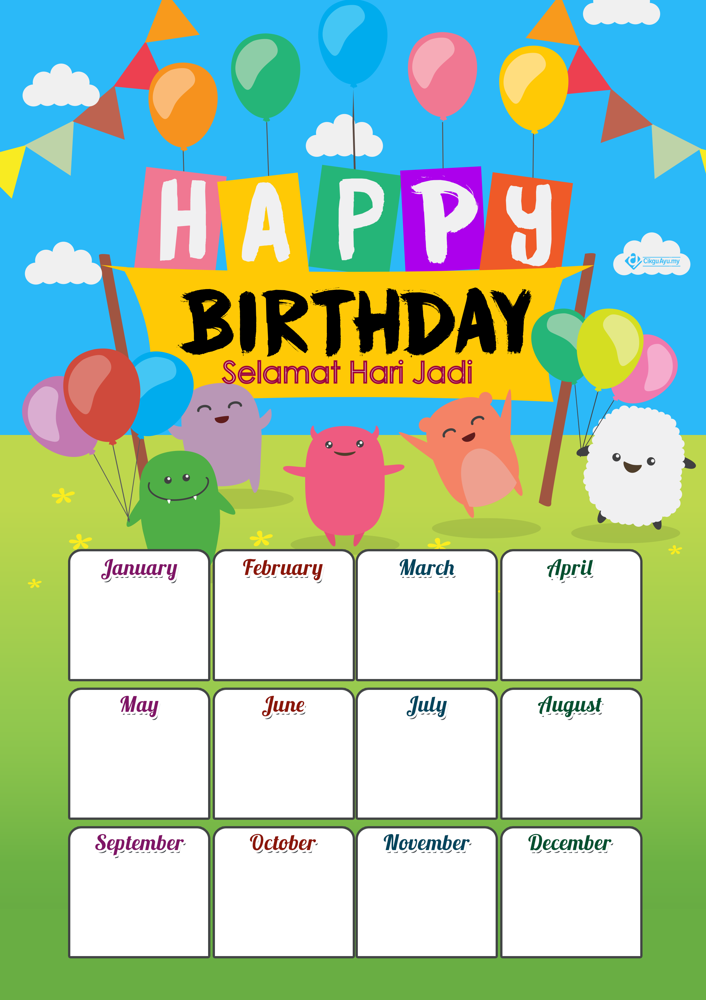 HAPPY
CikguAyu.my
BIRTHDAY
Selamat Hari Jadi
January
February
March
April
May
June
July
August
September
October
November
December